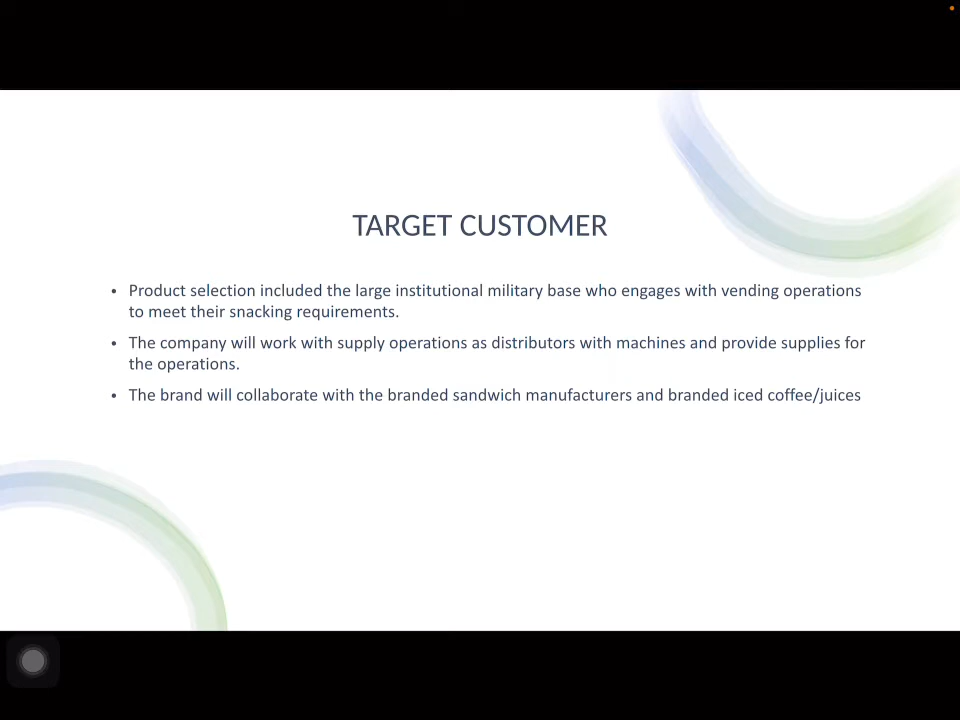 TARGET CUSTOMER
• Product selection included the large institutional military base who engages with vending operations
to meet their snacking requirements.
• The company will work with supply operations as distributors with machines and provide supplies for
the operations.
• The brand will collaborate with the branded sandwich manufacturers and branded iced coffee/juices